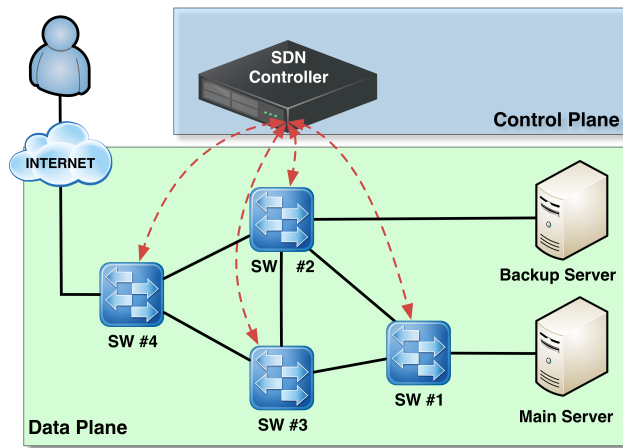 SDN
Controller
Control Plane
INTERNET
SW #2
Backup Server
SW #4
SW #3
SW #1
Main Server
Data Plane